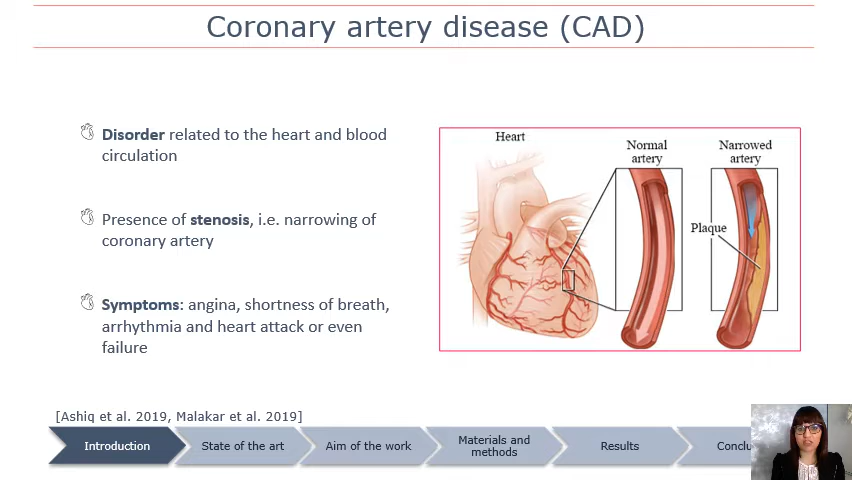 Coronary artery disease (CAD)
Disorder related to the heart and blood
circulation
Presence of stenosis, i.e. narrowing of
coronary artery
Symptoms: angina, shortness of breath,
arrhythmia and heart attack or even
failure
Heart
Normal
artery
Narrowed
artery
Plaque
[Ashiq et al. 2019, Malakar et al. 2019]
Introduction
State of the art
Aim of the work
Materials and
methods
Results